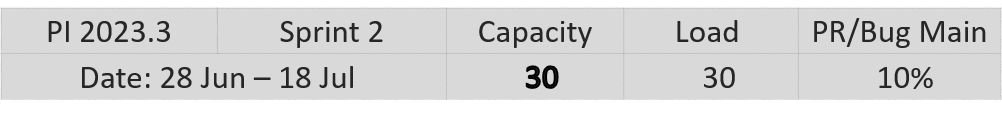 PI 2023.3 Sprint 2 Capacity Load PR/Bug Main
Date: 28 Jun – 18 Jul 30 30 10%